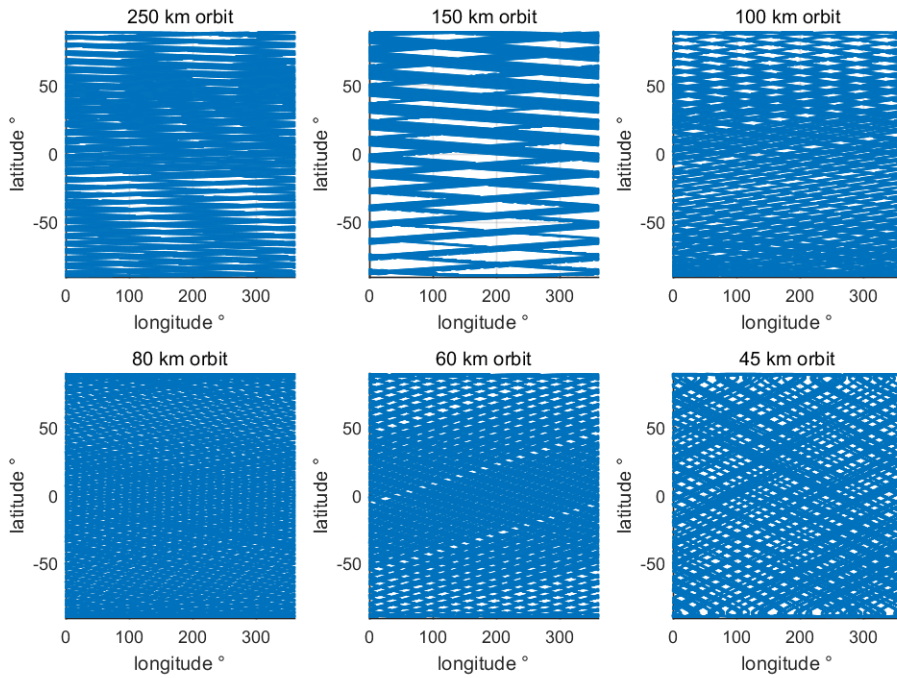 250 km orbit
150 km orbit
100 km orbit
latitude °
50
0
-50
0
100
200
300
longitude °
latitude °
50
0
-50
0
100
200
300
longitude °
latitude °
50
0
-50
0
100
200
300
longitude °
80 km orbit
60 km orbit
45 km orbit
latitude °
50
0
-50
0
100
200
300
longitude °
latitude °
50
0
-50
0
100
200
300
longitude °
latitude °
50
0
-50
0
100
200
300
longitude °